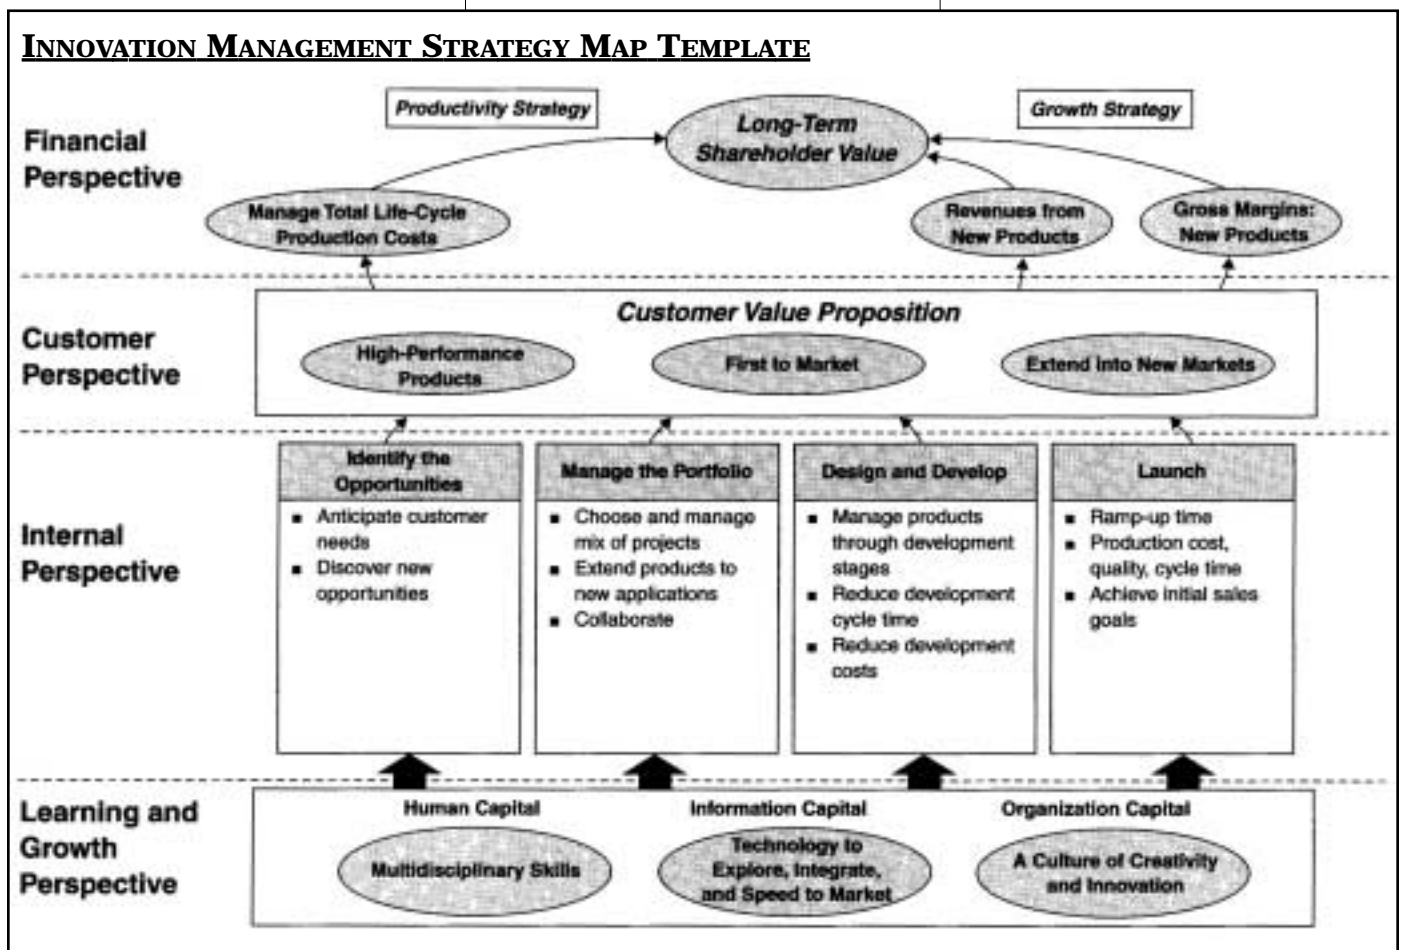 INNOVATION MANAGEMENT STRATEGY MAP TEMPLATE
Financial
Perspective
Productivity Strategy
Long-Term
Shareholder Value
Growth Strategy
Manage Total Life-Cycle
Production Costs
Revenues from
New Products
Gross Margins:
New Products
Customer
Perspective
Customer Value Proposition
High-Performance
Products
First to Market
Extend into New Markets
Internal
Perspective
Identify the
Opportunities
■ Anticipate customer
needs
■ Discover new
opportunities
Manage the Portfolio
■ Choose and manage
mix of projects
■ Extend products to
new applications
■ Collaborate
Design and Develop
■ Manage products
through development
stages
■ Reduce development
cycle time
■ Reduce development
costs
Launch
■ Ramp-up time
■ Production cost,
quality, cycle time
■ Achieve initial sales
goals
Learning and
Growth
Perspective
Human Capital
Multidisciplinary Skills
Information Capital
Technology to
Explore, Integrate,
and Speed to Market
Organization Capital
A Culture of Creativity
and Innovation